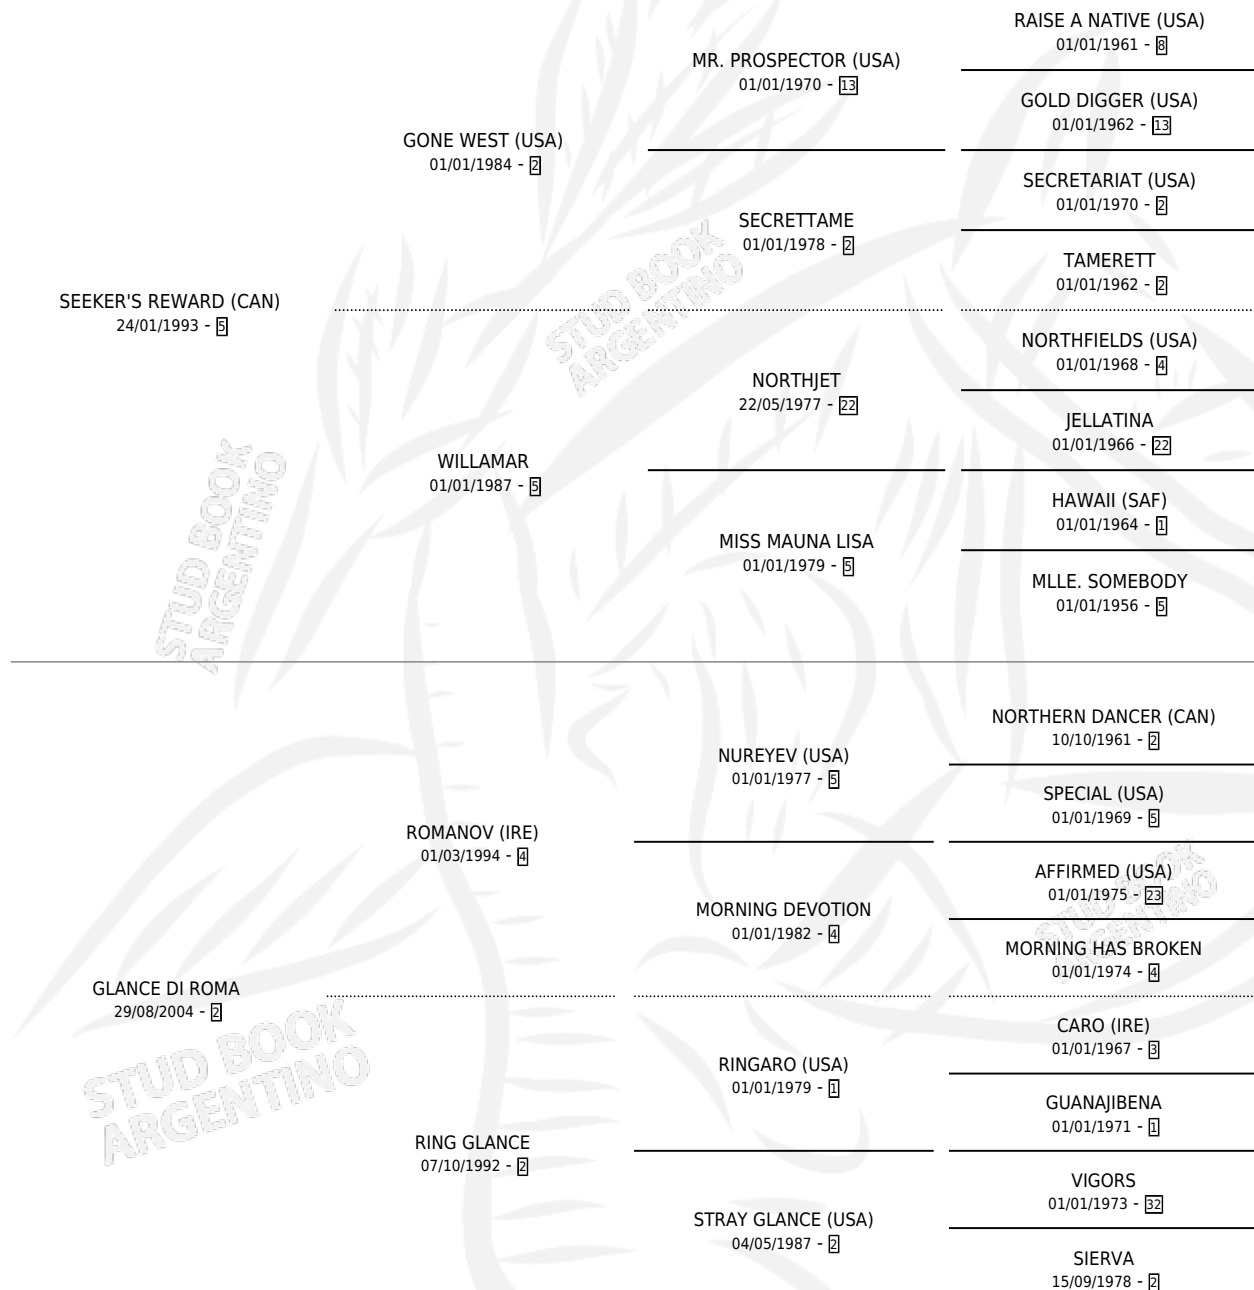 RAISE A NATIVE (USA)
01/01/1961 - 8
MR. PROSPECTOR (USA)
01/01/1970 - 13
GOLD DIGGER (USA)
01/01/1962 - 13
GONE WEST (USA)
01/01/1984 - 2
SECRETARIAT (USA)
01/01/1970 - 2
SECRETTAME
01/01/1978 - 2
TAMERETT
01/01/1962 - 2
SEEKER'S REWARD (CAN)
24/01/1993 - 5
NORTHFIELDS (USA)
01/01/1968 - 4
NORTHJET
22/05/1977 - 22
JELLATINA
01/01/1966 - 22
WILLAMAR
01/01/1987 - 5
HAWAII (SAF)
01/01/1964 - 1
MISS MAUNA LISA
01/01/1979 - 5
MLLE. SOMEBODY
01/01/1956 - 5
NORTHERN DANCER (CAN)
10/10/1961 - 2
NUREYEV (USA)
01/01/1977 - 5
SPECIAL (USA)
01/01/1969 - 5
ROMANOV (IRE)
01/03/1994 - 4
AFFIRMED (USA)
01/01/1975 - 23
MORNING DEVOTION
01/01/1982 - 4
MORNING HAS BROKEN
01/01/1974 - 4
GLANCE DI ROMA
29/08/2004 - 2
CARO (IRE)
01/01/1967 - 3
RINGARO (USA)
01/01/1979 - 1
GUANAJIBENA
01/01/1971 - 1
RING GLANCE
07/10/1992 - 2
VIGORS
01/01/1973 - 32
STRAY GLANCE (USA)
04/05/1987 - 2
SIERVA
15/09/1978 - 2
STUD BOOK
ARGENTINO
STUD BOOK
ARGENTINO
STUD BOOK
ARGENTINO
STUD BOOK
ARGENTINO